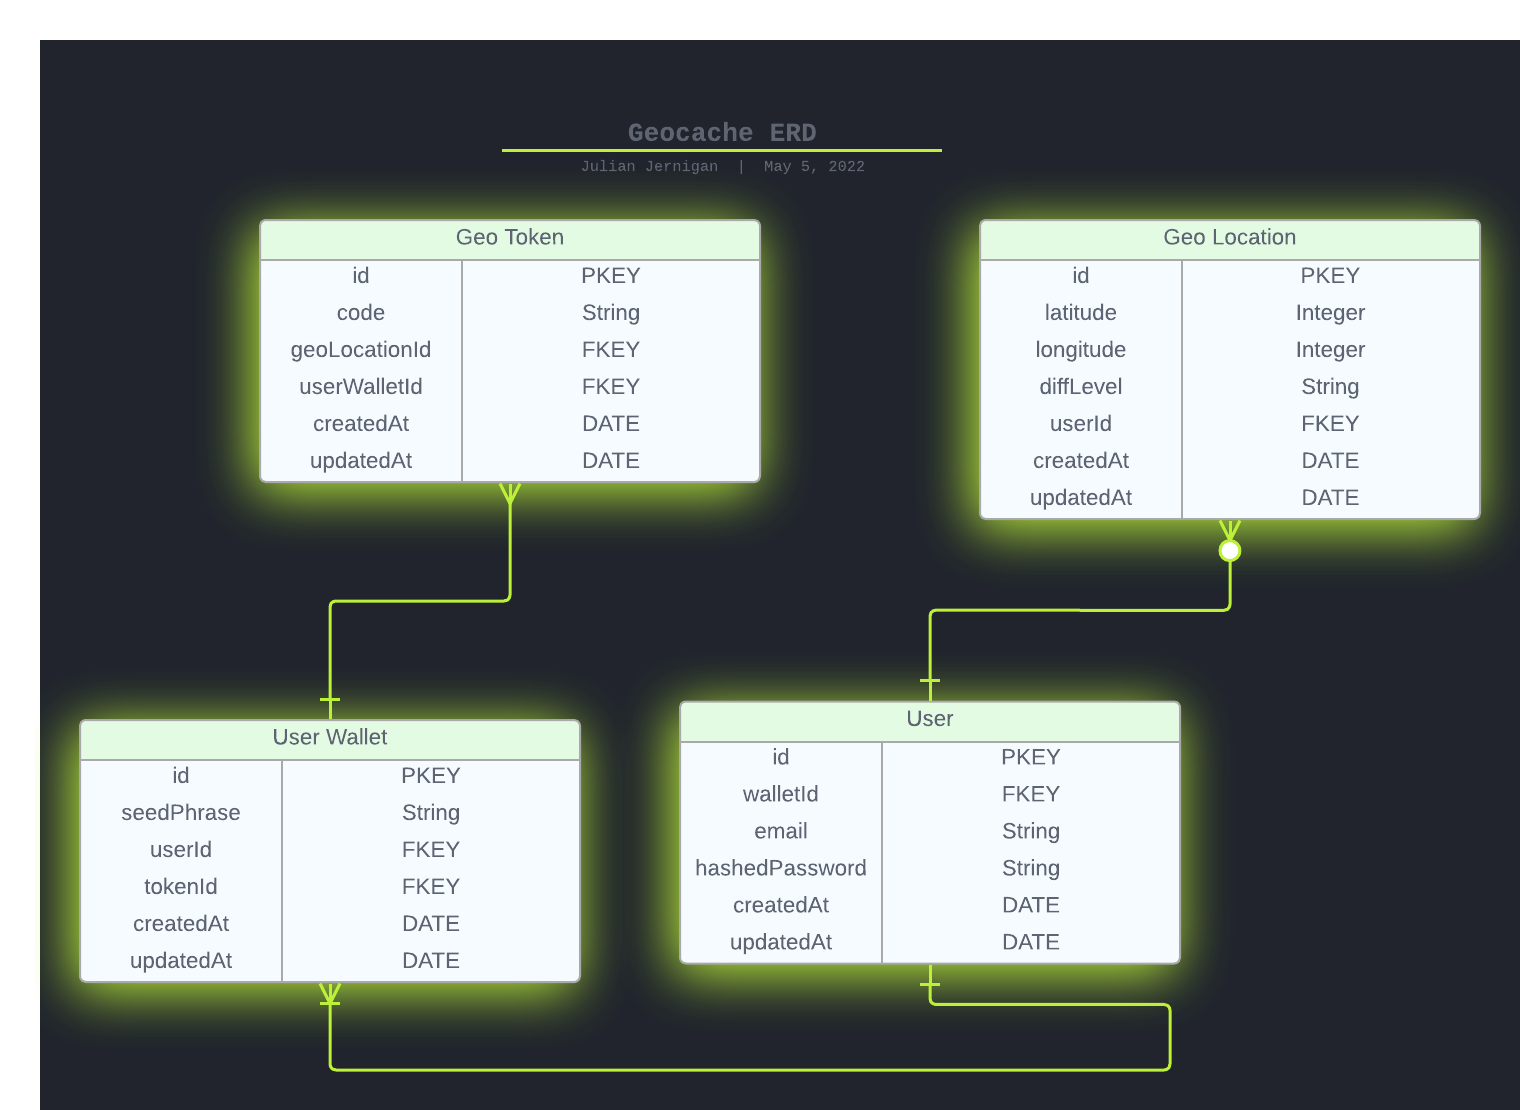 Geocache ERD
Julian Jernigan | May 5, 2022
Geo Token
id PKEY
code String
geoLocationId FKEY
userWalletId FKEY
createdAt DATE
updatedAt DATE
Geo Location
id PKEY
latitude Integer
longitude Integer
diffLevel String
userId FKEY
createdAt DATE
updatedAt DATE
User Wallet
id PKEY
seedPhrase String
userId FKEY
tokenId FKEY
createdAt DATE
updatedAt DATE
User
id PKEY
walletId FKEY
email String
hashedPassword String
createdAt DATE
updatedAt DATE